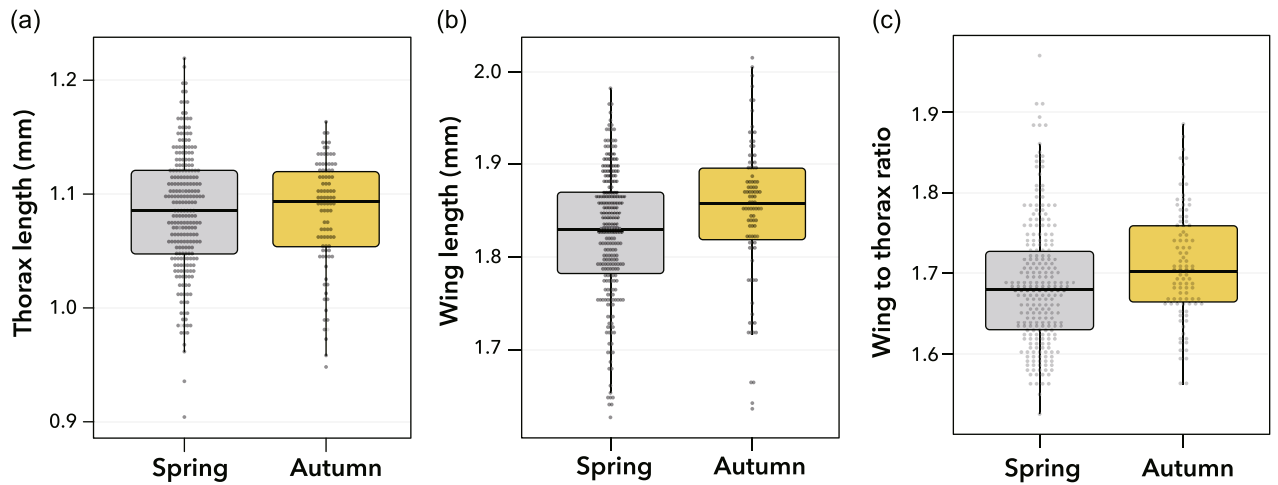 (a)
Thorax length (mm)
1.2
1.1
1.0
0.9
Spring Autumn
(b)
Wing length (mm)
2.0
1.9
1.8
1.7
Spring Autumn
(c)
Wing to thorax ratio
1.9
1.8
1.7
1.6
Spring Autumn